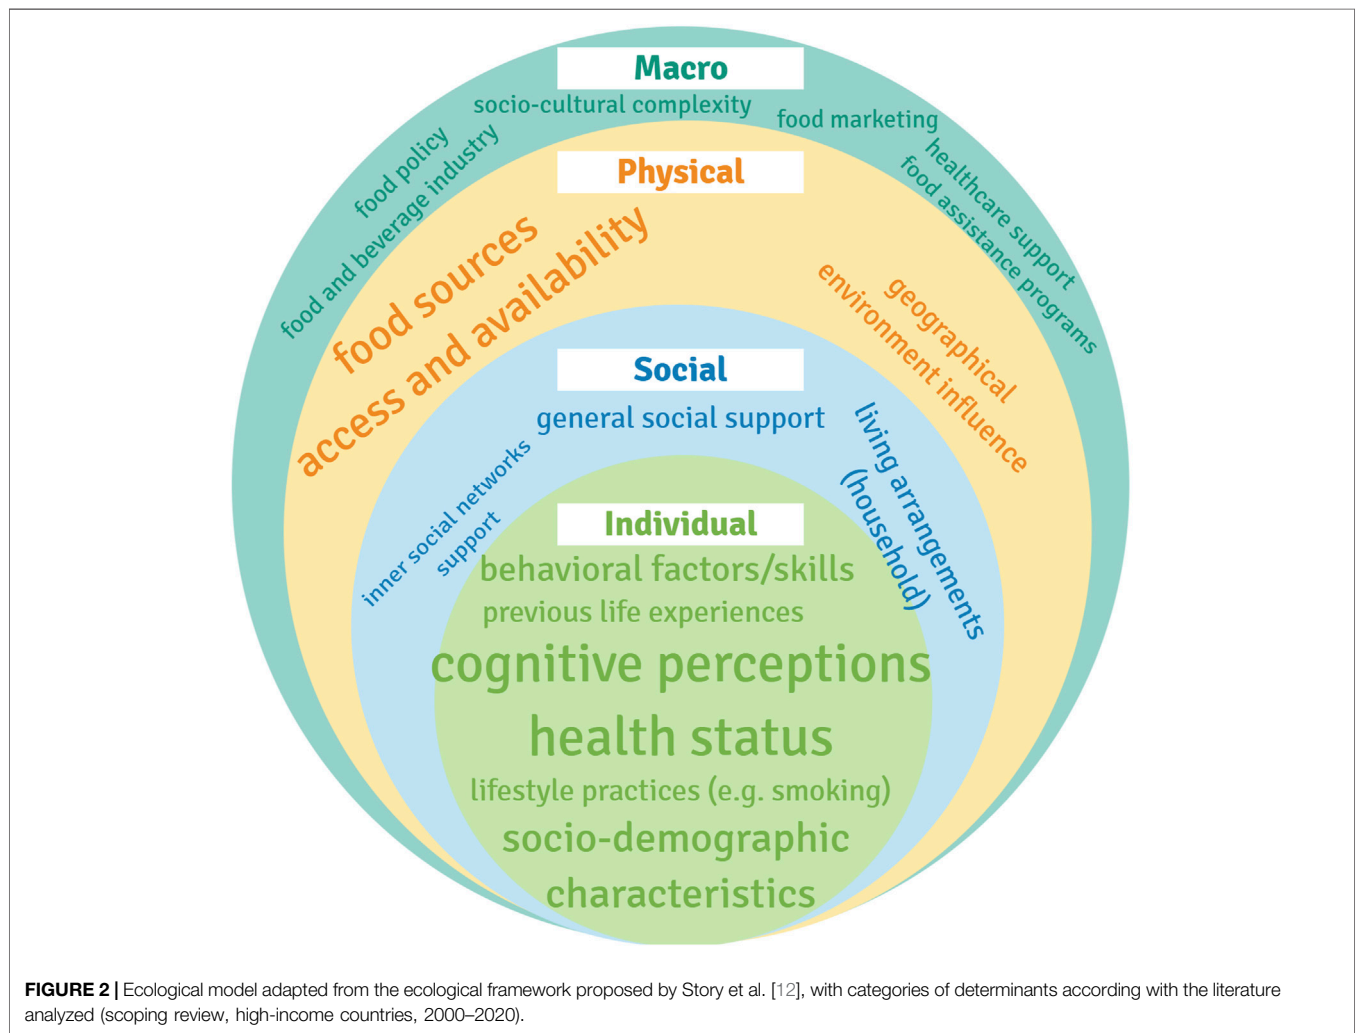 Macro
socio-cultural complexity
food marketing
food policy
food and beverage industry
healthcare support
food assistance programs
Physical
food sources
access and availability
geographical
environment influence
Social
general social support
inner social networks
support
living arrangements
(household)
Individual
behavioral factors/skills
previous life experiences
cognitive perceptions
health status
lifestyle practices (e.g. smoking)
socio-demographic
characteristics
FIGURE 2 | Ecological model adapted from the ecological framework proposed by Story et al. [12], with categories of determinants according with the literature
analyzed (scoping review, high-income countries, 2000–2020).